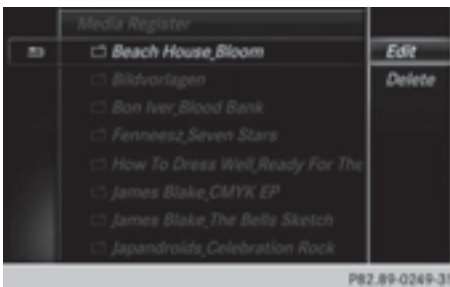 Media Register
Beach House_Bloom
Edit
Bildvorlagen
Delete
Bon Iver_Blood Bank
Fennesz_Seven Stars
How To Dress Well_Ready For The
James Blake_CMYK EP
James Blake_The Bells Sketch
Japandroids_Celebration Rock
P82.89-0249-31